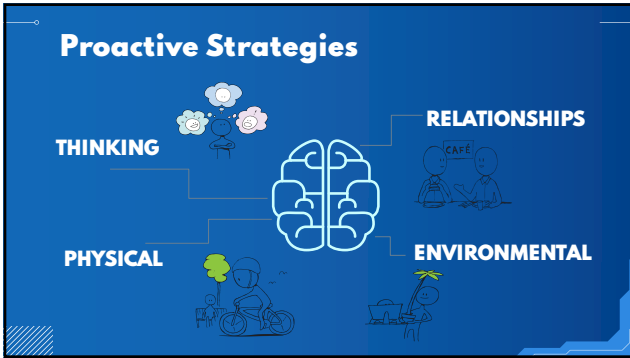 Proactive Strategies
THINKING
RELATIONSHIPS
CAFÉ
PHYSICAL
ENVIRONMENTAL